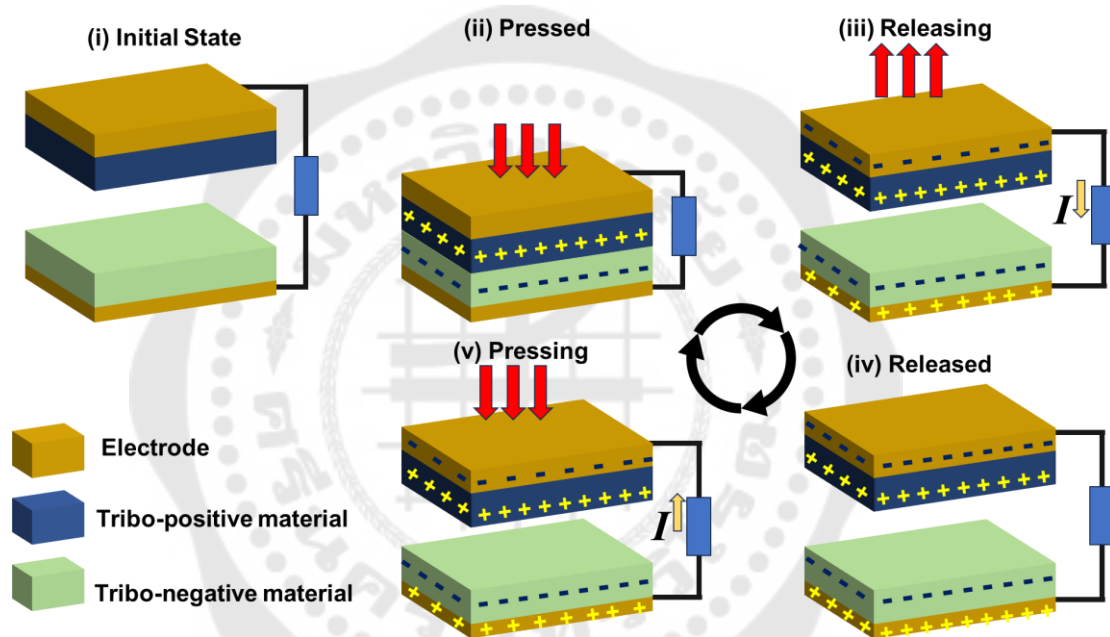 (i) Initial State
(ii) Pressed
(iii) Releasing
I
(v) Pressing
(iv) Released
I
Electrode
Tribo-positive material
Tribo-negative material